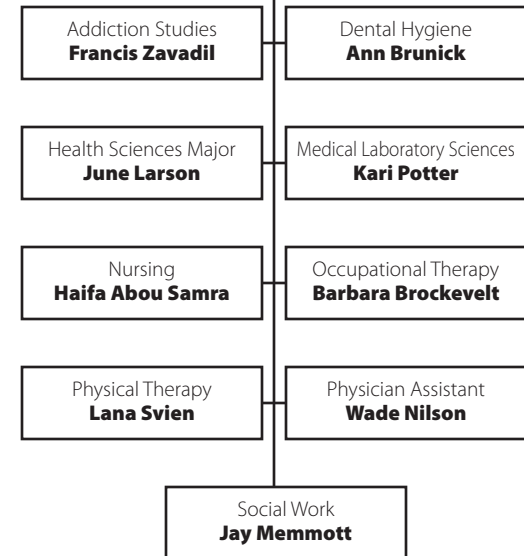 Addiction Studies
Francis Zavadil
Dental Hygiene
Ann Brunick
Health Sciences Major
June Larson
Medical Laboratory Sciences
Kari Potter
Nursing
Haifa Abou Samra
Occupational Therapy
Barbara Brockevelt
Physical Therapy
Lana Svien
Physician Assistant
Wade Nilson
Social Work
Jay Memmott